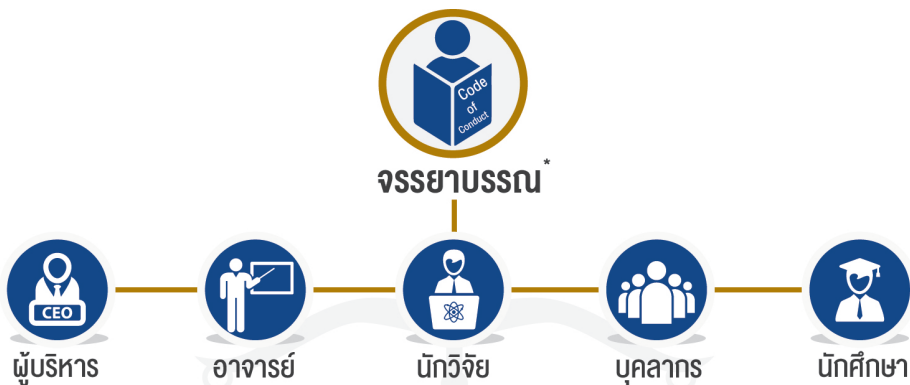 Code
of
Conduct
จรรยาบรรณ*
CEO
ผู้บริหาร
อาจารย์
นักวิจัย
บุคลากร
นักศึกษา